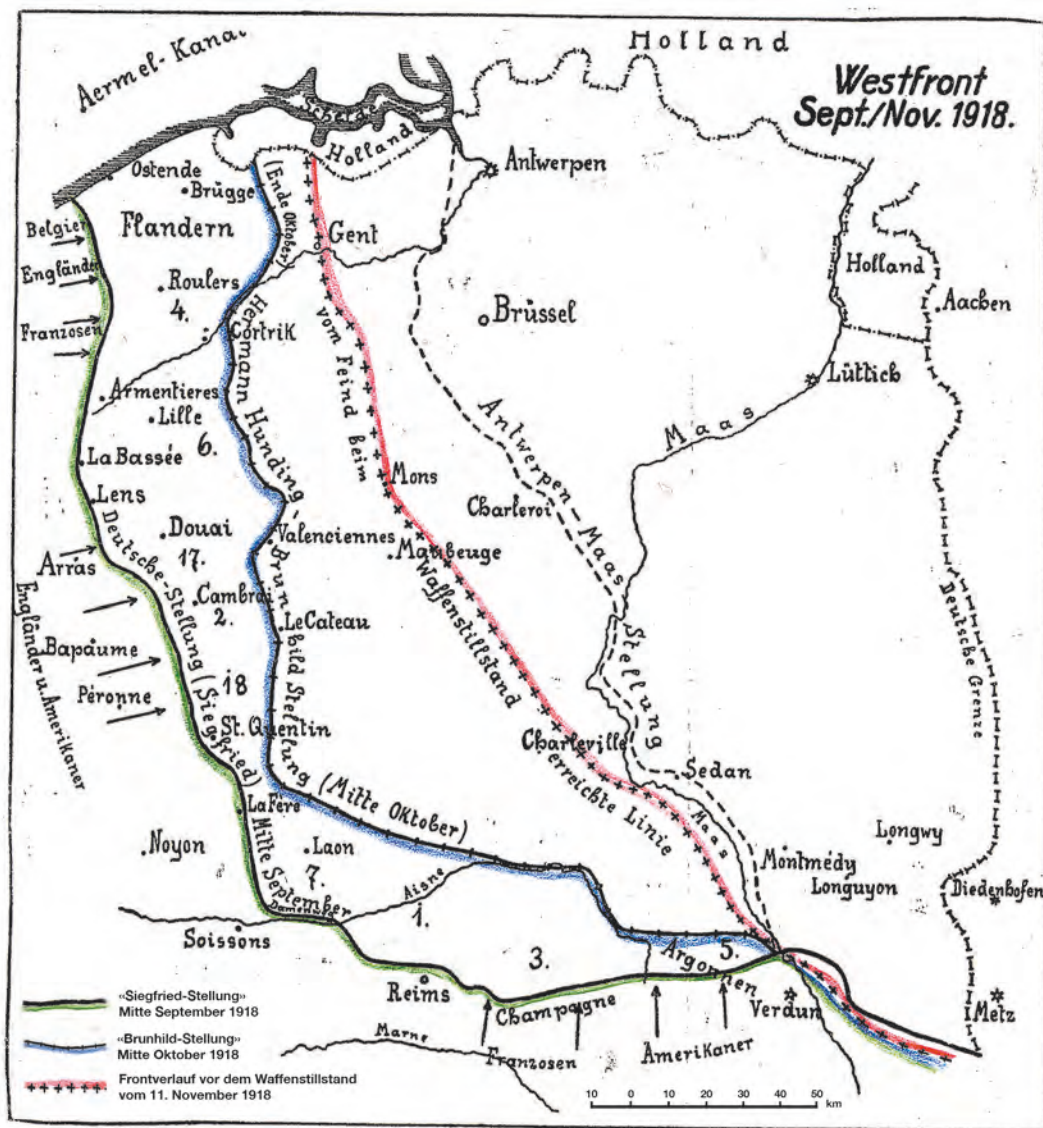 Westfront
Sept./Nov. 1918.
Holland
Aermel-Kanal
Schelde
Holland
Antwerpen
Ostende
Brügge
(Ende Oktober)
Belgier
Flandern
Gent
Engländer
Holland
Roulers
Aachen
Brüssel
4.
Franzosen
Cortrik
Lüttich
Armentieres
Lille
Maas
6.
La Bassée
Mons
Lens
Charleroi
Douai
Valenciennes
17.
Maubeuge
Arras
Cambrai
2.
Le Cateau
Engländer u. Amerikaner
Bapaume
18
Péronne
St. Quentin
Charleville
Sedan
La Fère
Maas
Noyon
Laon
7.
Longwy
Montmédy
Longuyon
Diedenhofen
Aisne
Damenweg
1.
Soissons
3.
5.
Argonnen
Reims
Champagne
Verdun
Metz
Marne
Franzosen
Amerikaner
Deutsche-Stellung (Siegfried) Mitte September
Hermann Hunding-Brunhild Stellung (Mitte Oktober)
vom Feind beim Waffenstillstand erreichte Linie
Antwerpen-Maas Stellung
Deutsche Grenze
«Siegfried-Stellung»
Mitte September 1918
«Brunhild-Stellung»
Mitte Oktober 1918
Frontverlauf vor dem Waffenstillstand
vom 11. November 1918
10 0 10 20 30 40 50
km